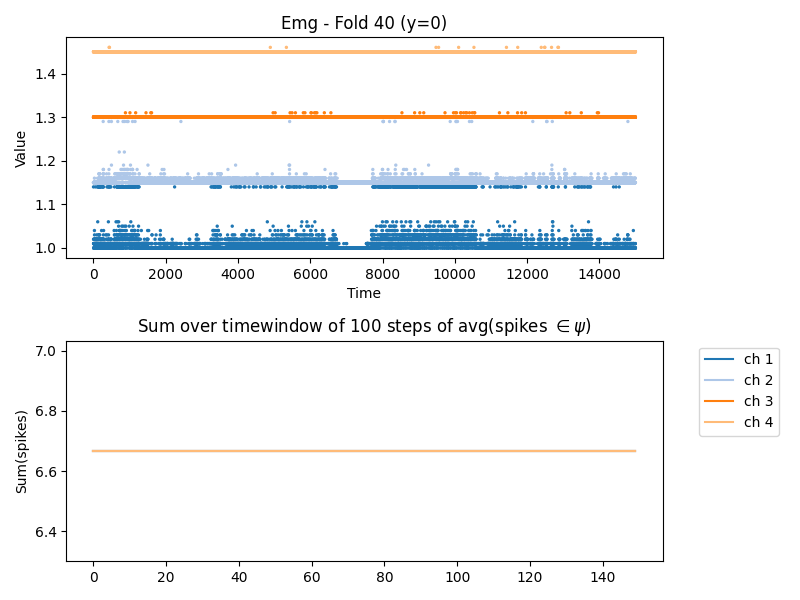 Emg - Fold 40 (y=0)
Value
1.4
1.3
1.2
1.1
1.0
0 2000 4000 6000 8000 10000 12000 14000
Time
Sum over timewindow of 100 steps of avg(spikes ∈ ψ)
Sum(spikes)
7.0
6.8
6.6
6.4
0 20 40 60 80 100 120 140
ch 1
ch 2
ch 3
ch 4